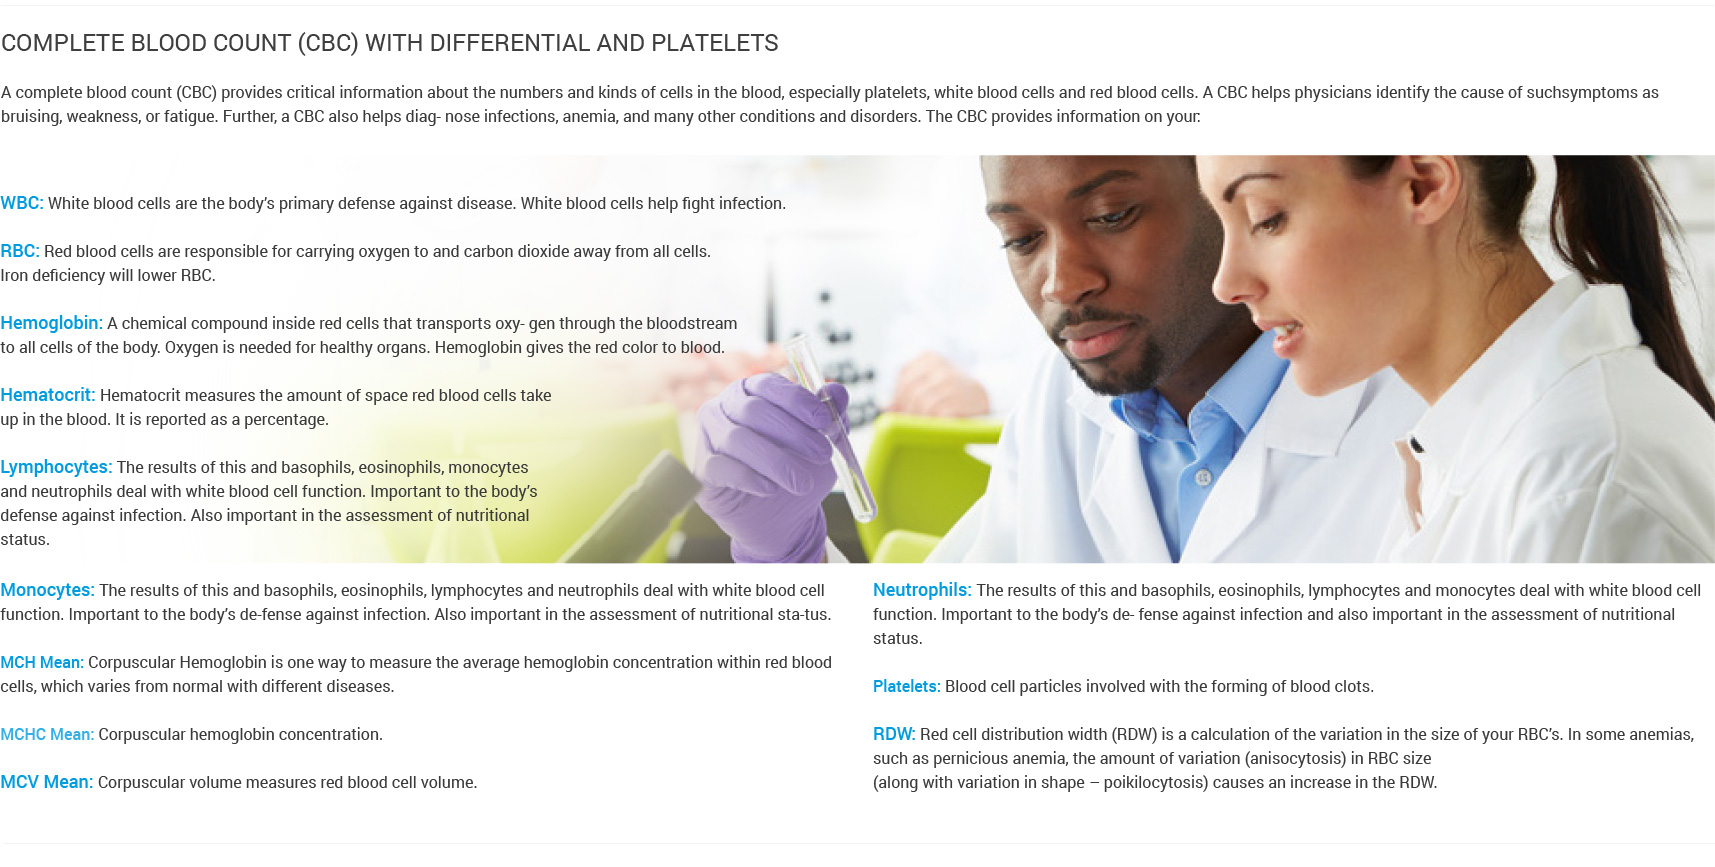 COMPLETE BLOOD COUNT (CBC) WITH DIFFERENTIAL AND PLATELETS
A complete blood count (CBC) provides critical information about the numbers and kinds of cells in the blood, especially platelets, white blood cells and red blood cells. A CBC helps physicians identify the cause of suchsymptoms as
bruising, weakness, or fatigue. Further, a CBC also helps diag- nose infections, anemia, and many other conditions and disorders. The CBC provides information on your:
WBC: White blood cells are the body’s primary defense against disease. White blood cells help fight infection.
RBC: Red blood cells are responsible for carrying oxygen to and carbon dioxide away from all cells.
Iron deficiency will lower RBC.
Hemoglobin: A chemical compound inside red cells that transports oxy- gen through the bloodstream
to all cells of the body. Oxygen is needed for healthy organs. Hemoglobin gives the red color to blood.
Hematocrit: Hematocrit measures the amount of space red blood cells take
up in the blood. It is reported as a percentage.
Lymphocytes: The results of this and basophils, eosinophils, monocytes
and neutrophils deal with white blood cell function. Important to the body’s
defense against infection. Also important in the assessment of nutritional
status.
Monocytes: The results of this and basophils, eosinophils, lymphocytes and neutrophils deal with white blood cell
function. Important to the body’s de-fense against infection. Also important in the assessment of nutritional sta-tus.
MCH Mean: Corpuscular Hemoglobin is one way to measure the average hemoglobin concentration within red blood
cells, which varies from normal with different diseases.
MCHC Mean: Corpuscular hemoglobin concentration.
MCV Mean: Corpuscular volume measures red blood cell volume.
Neutrophils: The results of this and basophils, eosinophils, lymphocytes and monocytes deal with white blood cell
function. Important to the body’s de- fense against infection and also important in the assessment of nutritional
status.
Platelets: Blood cell particles involved with the forming of blood clots.
RDW: Red cell distribution width (RDW) is a calculation of the variation in the size of your RBC’s. In some anemias,
such as pernicious anemia, the amount of variation (anisocytosis) in RBC size
(along with variation in shape – poikilocytosis) causes an increase in the RDW.